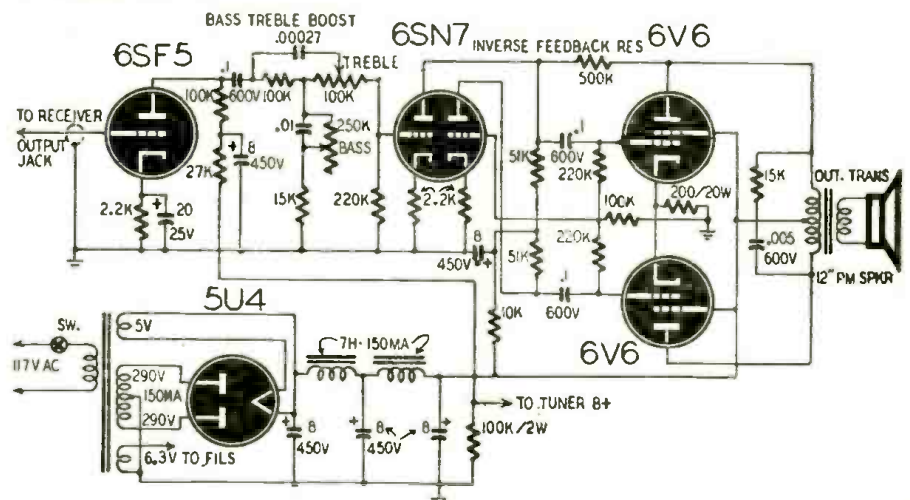 BASS TREBLE BOOST
.00027
6SF5
6SN7
INVERSE FEEDBACK RES
6V6
TREBLE
500K
.1
600V
100K
100K
100K
TO RECEIVER
OUTPUT
JACK
8
450V
.01
250K
BASS
27K
51K
.1
600V
220K
15K
200/20W
OUT. TRANS
2.2K
20
25V
15K
220K
2.2K
100K
220K
.005
600V
8
450V
51K
12" PM SPKR
.1
600V
10K
5U4
SW.
5V
7H-150MA
6V6
117V AC
290V
150MA
290V
TO TUNER B+
100K/2W
8
450V
8
450V
8
6.3V TO FILS